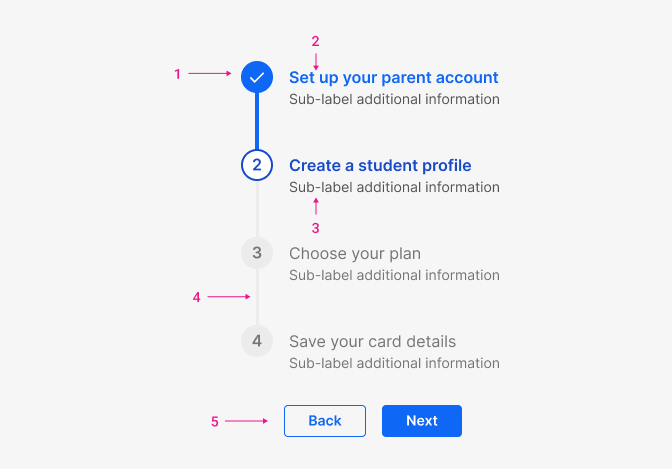 2
1
Set up your parent account
Sub-label additional information
2
Create a student profile
Sub-label additional information
3
3
Choose your plan
Sub-label additional information
4
4
Save your card details
Sub-label additional information
5
Back
Next